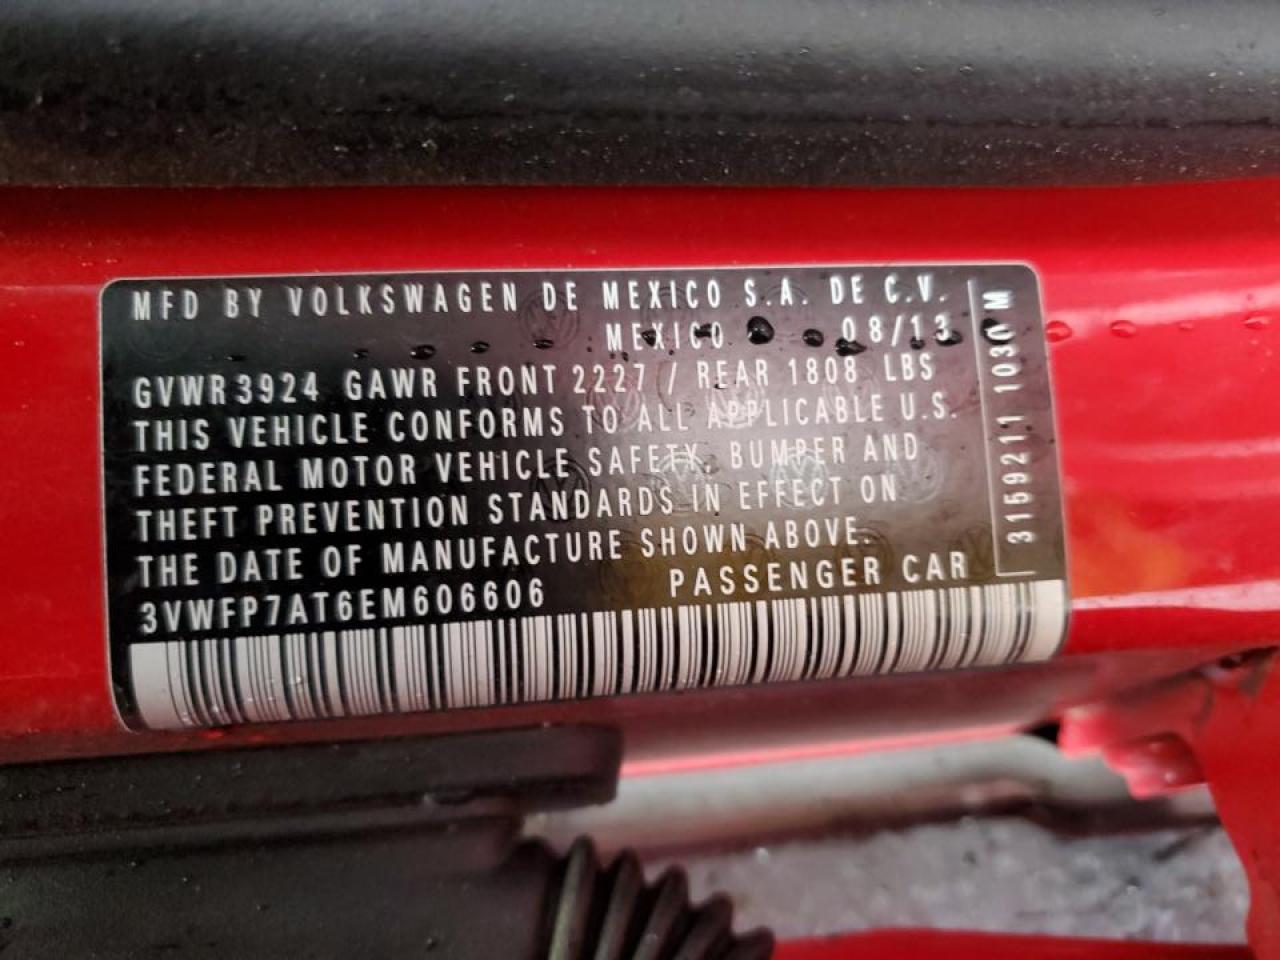 MFD BY VOLKSWAGEN DE MEXICO S.A. DE C.V.
MEXICO 08/13
GVWR 3924 GAWR FRONT 2227 / REAR 1808 LBS
THIS VEHICLE CONFORMS TO ALL APPLICABLE U.S.
FEDERAL MOTOR VEHICLE SAFETY, BUMPER AND
THEFT PREVENTION STANDARDS IN EFFECT ON
THE DATE OF MANUFACTURE SHOWN ABOVE.
3VWFP7AT6EM606606 PASSENGER CAR
3159211 1030 M